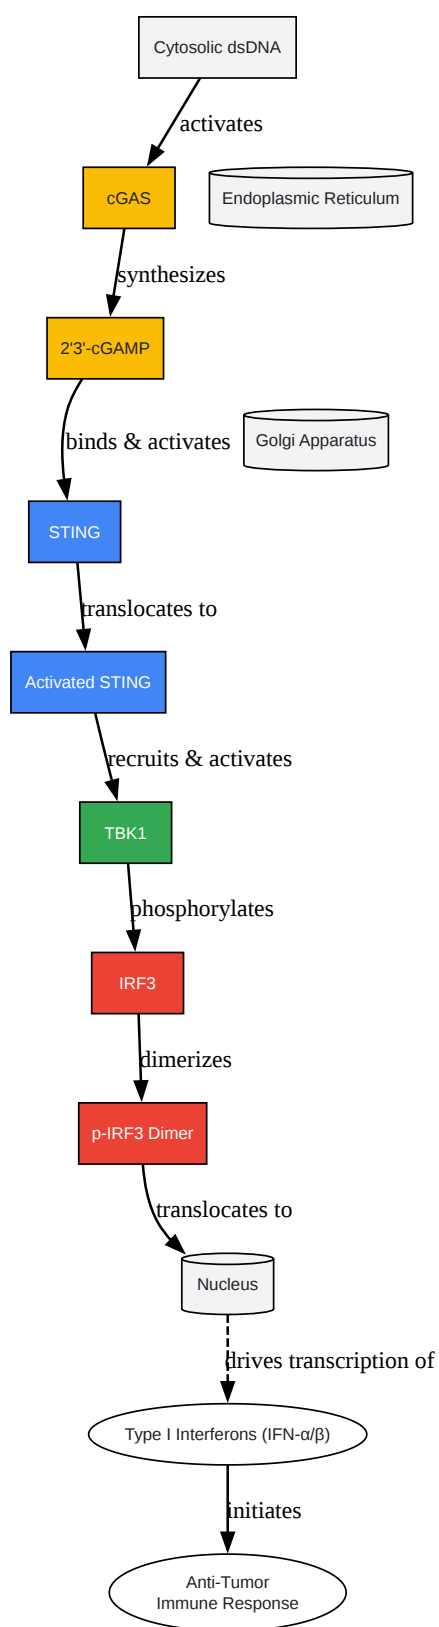 Cytosolic dsDNA
activates
cGAS
Endoplasmic Reticulum
synthesizes
2'3'-cGAMP
binds & activates
Golgi Apparatus
STING
translocates to
Activated STING
recruits & activates
TBK1
phosphorylates
IRF3
dimerizes
p-IRF3 Dimer
translocates to
Nucleus
drives transcription of
Type I Interferons (IFN-α/β)
initiates
Anti-Tumor
Immune Response